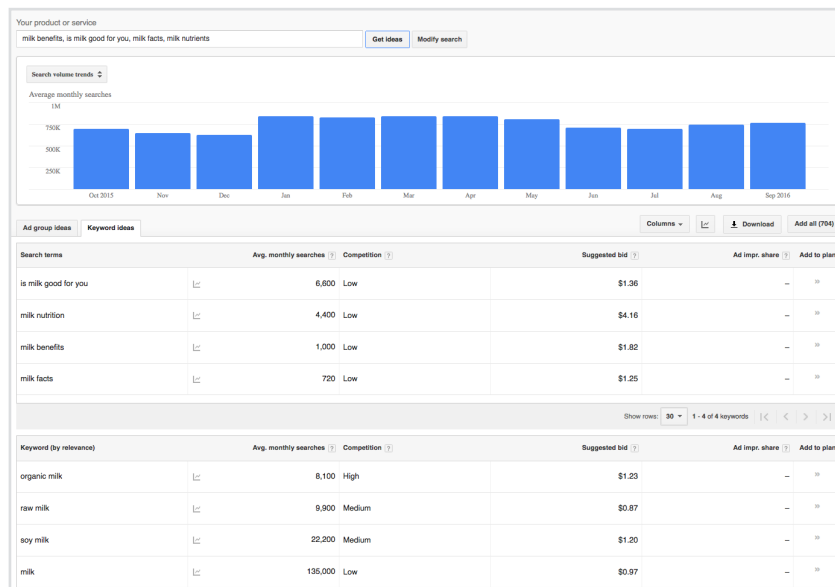 Your product or service
milk benefits, is milk good for you, milk facts, milk nutrients
Get ideas
Modify search
Search volume trends
Average monthly searches
1M
750K
500K
250K
Oct 2015 Nov Dec Jan Feb Mar Apr May Jun Jul Aug Sep 2016
Ad group ideas Keyword ideas Columns Download Add all (704)
Search terms Avg. monthly searches ? Competition ? Suggested bid ? Ad impr. share ? Add to plan
is milk good for you 6,600 Low $1.36 – »
milk nutrition 4,400 Low $4.16 – »
milk benefits 1,000 Low $1.82 – »
milk facts 720 Low $1.25 – »
Show rows: 30 1 - 4 of 4 keywords
Keyword (by relevance) Avg. monthly searches ? Competition ? Suggested bid ? Ad impr. share ? Add to plan
organic milk 8,100 High $1.23 – »
raw milk 9,900 Medium $0.87 – »
soy milk 22,200 Medium $1.20 – »
milk 135,000 Low $0.97 – »